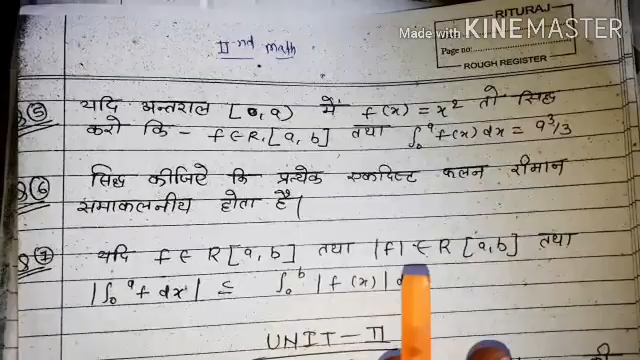 RITURAJ
Made with KINEMASTER
Page no:
ROUGH REGISTER
IInd math
Q⑤ यदि अन्तराल [0, a) में f(x) = x² तो सिद्ध
करो कि - f∈R, [a, b] तथा ∫₀ᵃ f(x) dx = a³/3
Q⑥ सिद्ध कीजिऐ कि प्रत्येक एकदिष्ट फलन रीमान
समाकलनीय होता है।
Q⑦ यदि f∈R [a, b] तथा |f| ∈ R [a, b] तथा
|∫₀ᵃ f dx| ≤ ∫₀ᵇ |f(x)| d
UNIT - II